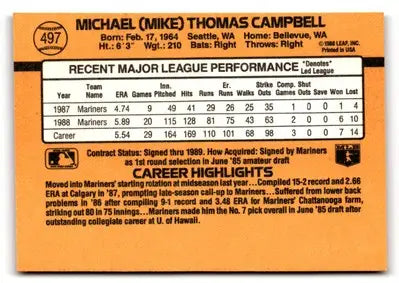 497
MICHAEL (MIKE) THOMAS CAMPBELL
Born: Feb. 17, 1964 Seattle, WA Home: Bellevue, WA
Ht.: 6'3" Wgt.: 210 Bats: Right Throws: Right
©1988 LEAF, INC.
PRINTED IN U.S.A.
RECENT MAJOR LEAGUE PERFORMANCE *Denotes*
Led League
Year Team Name ERA Games Inn. Pitched Hits Runs Earned Runs Walks Strike Outs Comp. Games Shut Outs Save Won Lost
1987 Mariners 4.74 9 49 41 29 26 25 35 1 0 0 1 4
1988 Mariners 5.89 20 115 128 81 75 43 63 2 0 0 6 10
Career 5.54 29 164 169 110 101 68 98 3 0 0 7 14
Contract Status: Signed thru 1989. How Acquired: Signed by Mariners
as 1st round selection in June '85 amateur draft
CAREER HIGHLIGHTS
Moved into Mariners' starting rotation at midseason last year...Compiled 15-2 record and 2.66
ERA at Calgary in '87, prompting late-season call-up to Mariners...Suffered from lower back
problems in '86 after compiling 9-1 record and 3.48 ERA for Mariners' Chattanooga farm,
striking out 80 in 75 innings...Mariners made him the No. 7 pick overall in June '85 draft after
outstanding collegiate career at U. of Hawaii.